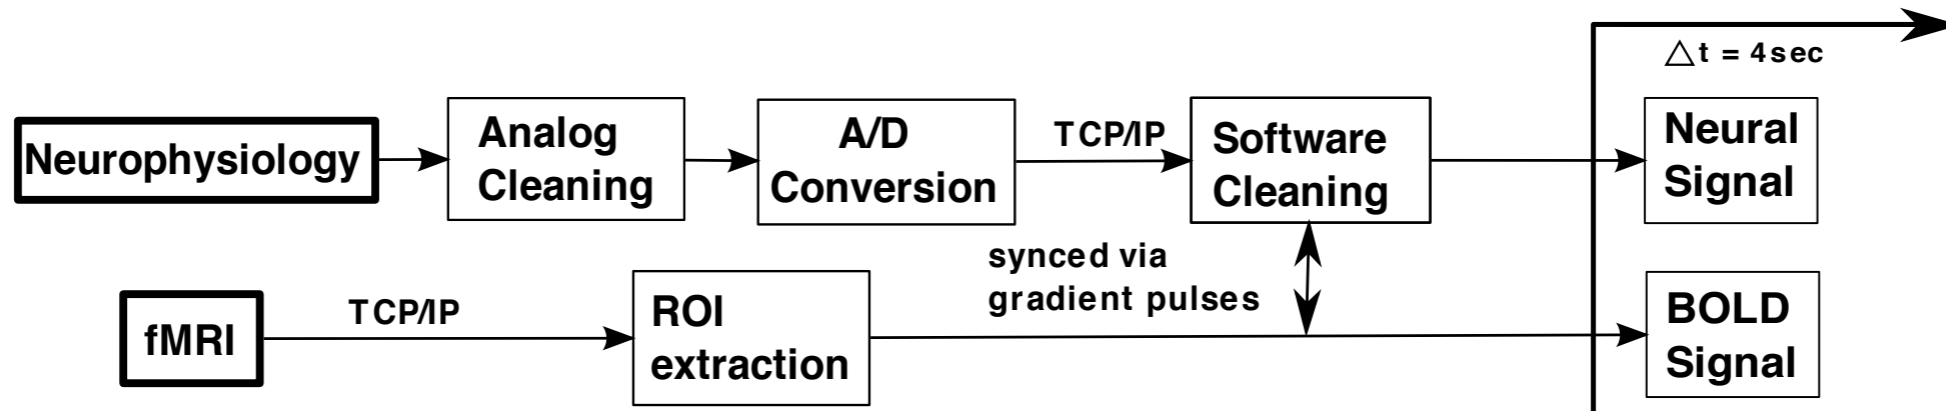 △t = 4sec
Neurophysiology
Analog
Cleaning
A/D
Conversion
TCP/IP
Software
Cleaning
Neural
Signal
synced via
gradient pulses
fMRI
TCP/IP
ROI
extraction
BOLD
Signal